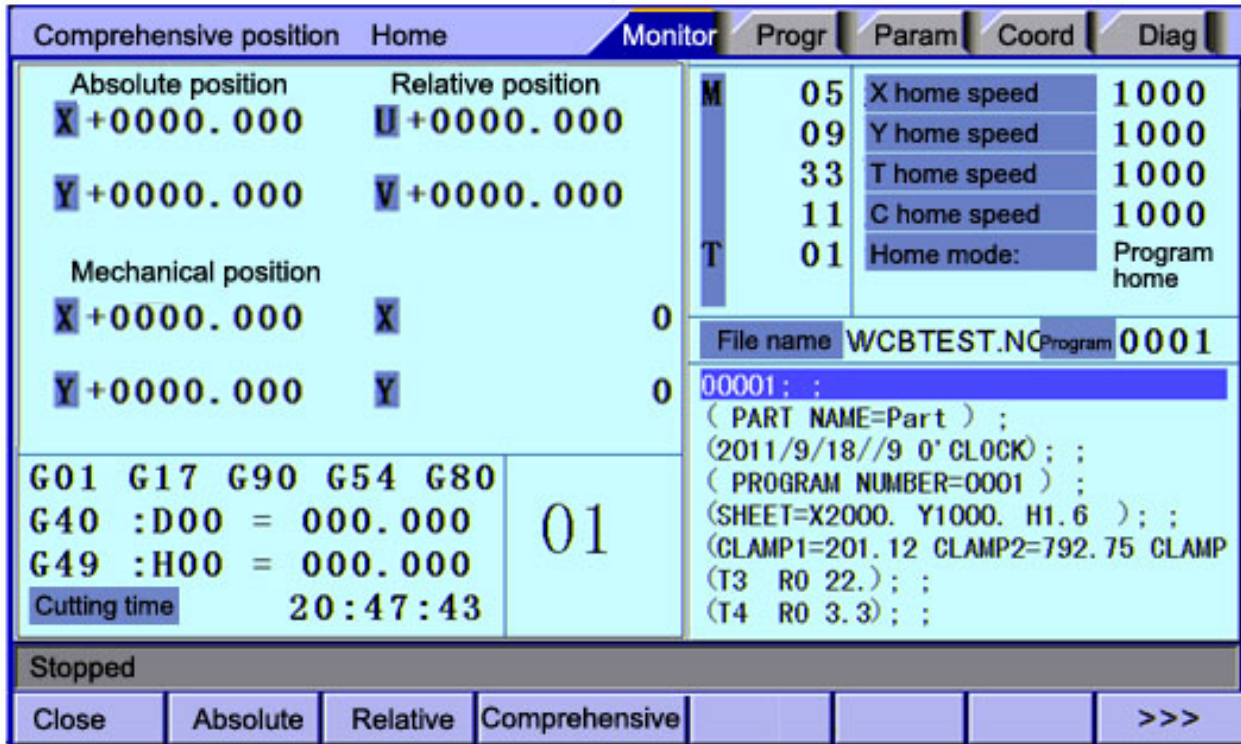 Comprehensive position Home Monitor Progr Param Coord Diag
Absolute position Relative position
X +0000.000 U +0000.000
Y +0000.000 V +0000.000
Mechanical position
X +0000.000 X 0
Y +0000.000 Y 0
G01 G17 G90 G54 G80
G40 :D00 = 000.000
G49 :H00 = 000.000
Cutting time 20:47:43
01
M 05 X home speed 1000
09 Y home speed 1000
33 T home speed 1000
11 C home speed 1000
T 01 Home mode: Program
home
File name WCBTEST.NC Program 0001
00001; ;
( PART NAME=Part ) ;
(2011/9/18//9 O'CLOCK); ;
( PROGRAM NUMBER=0001 ) ;
(SHEET=X2000. Y1000. H1.6 ); ;
(CLAMP1=201.12 CLAMP2=792.75 CLAMP
(T3 RO 22.); ;
(T4 RO 3.3); ;
Stopped
Close Absolute Relative Comprehensive >>>